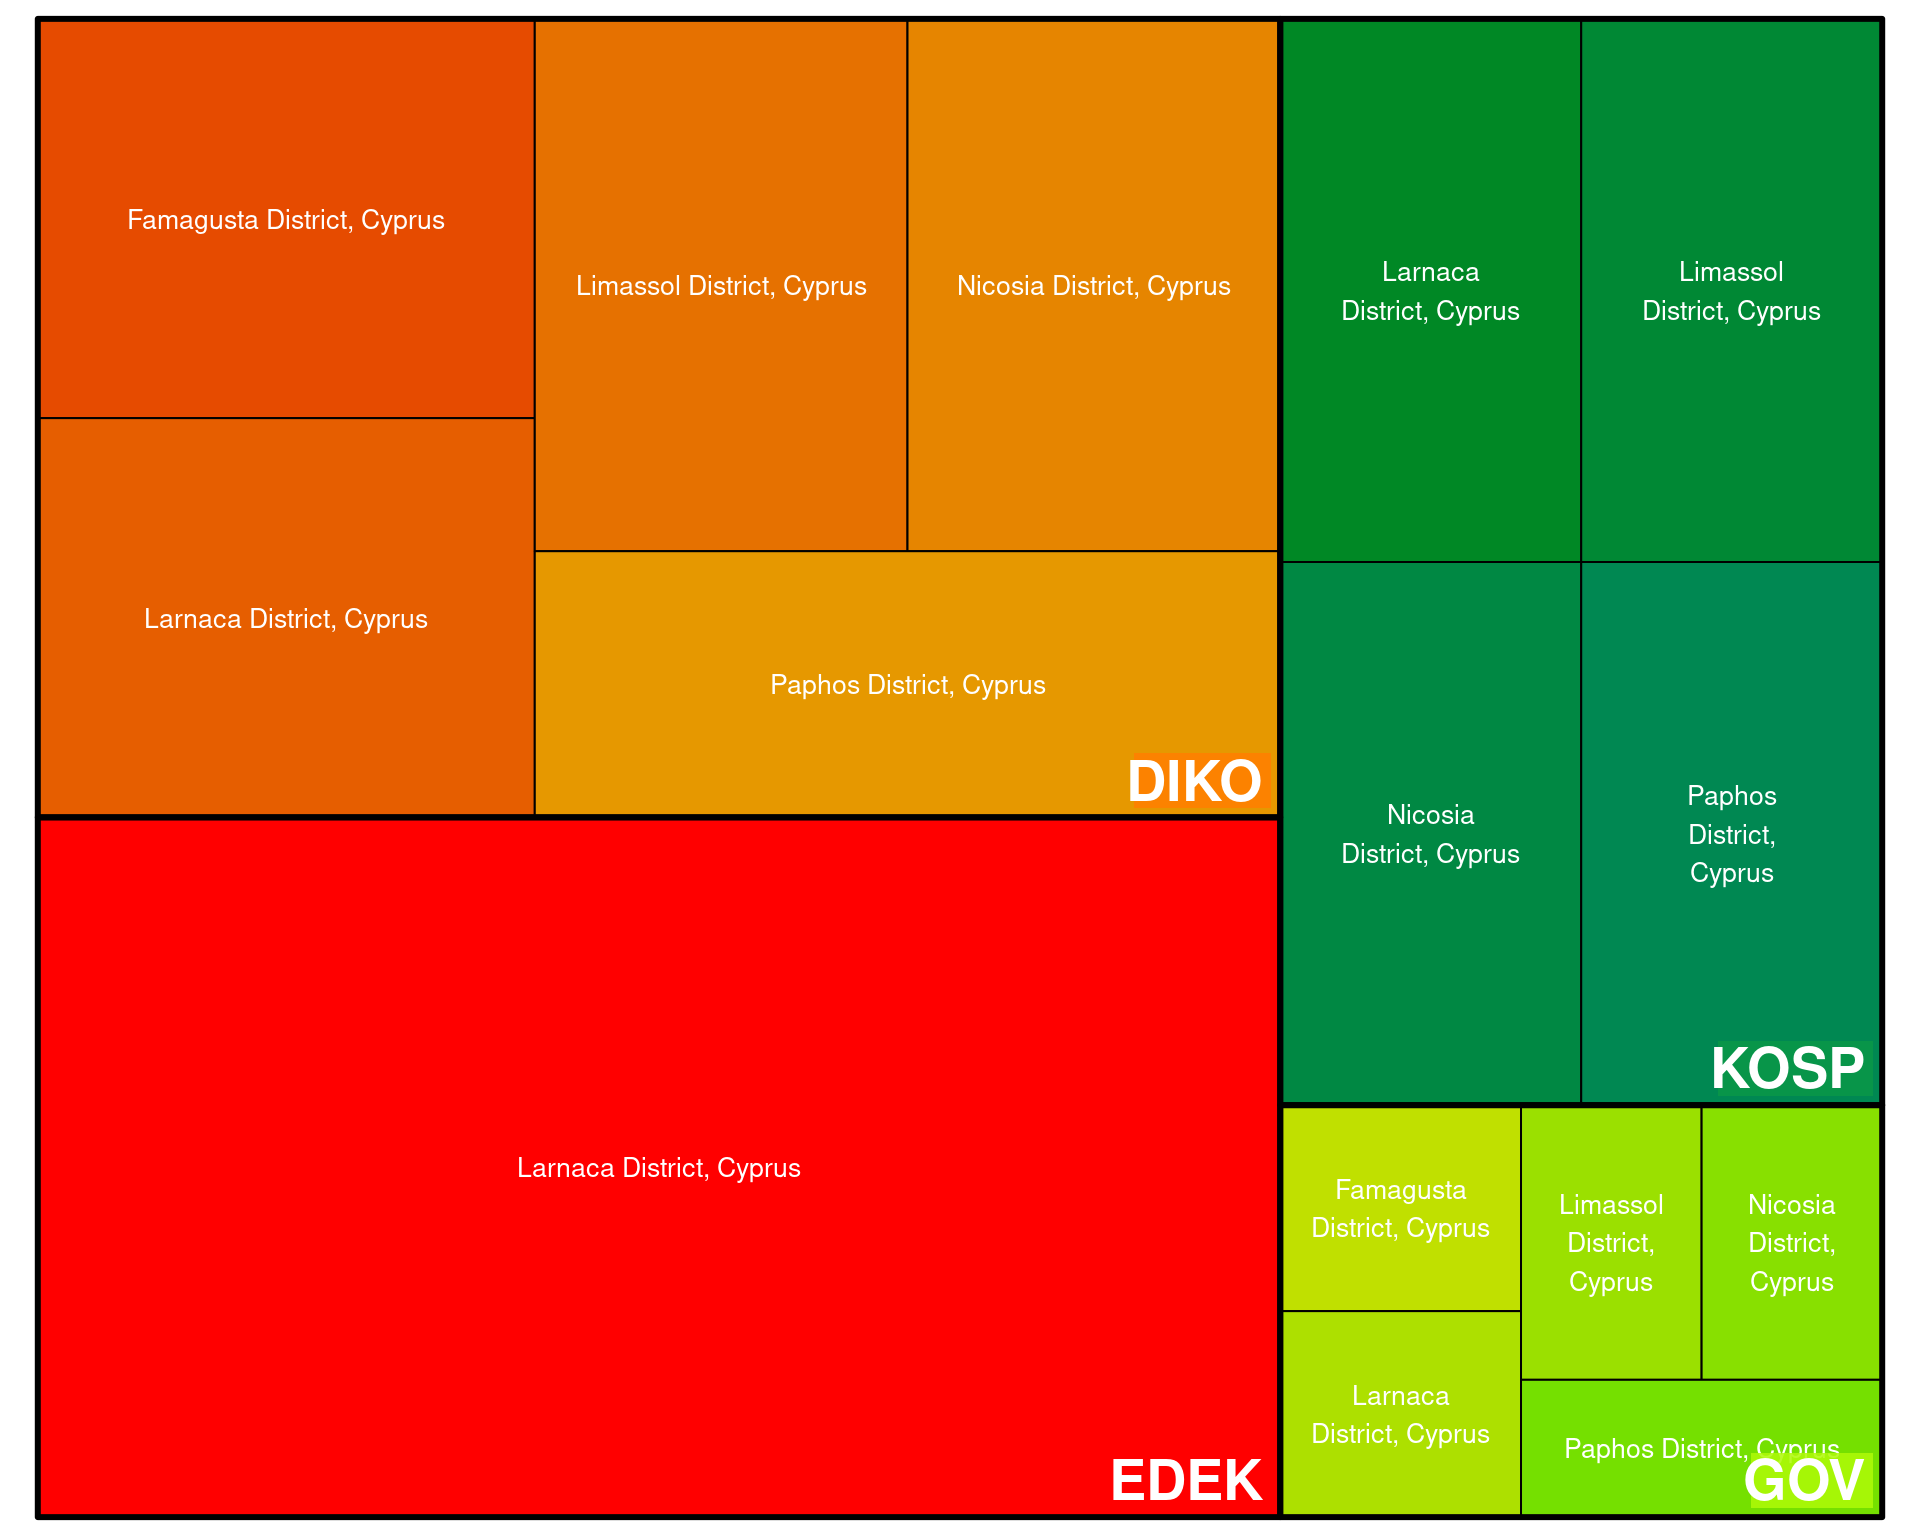 Famagusta District, Cyprus
Larnaca District, Cyprus
Limassol District, Cyprus
Nicosia District, Cyprus
Paphos District, Cyprus
DIKO
Larnaca District, Cyprus
EDEK
Larnaca
District, Cyprus
Limassol
District, Cyprus
Nicosia
District, Cyprus
Paphos
District,
Cyprus
KOSP
Famagusta
District, Cyprus
Larnaca
District, Cyprus
Limassol
District,
Cyprus
Nicosia
District,
Cyprus
Paphos District, Cyprus
GOV